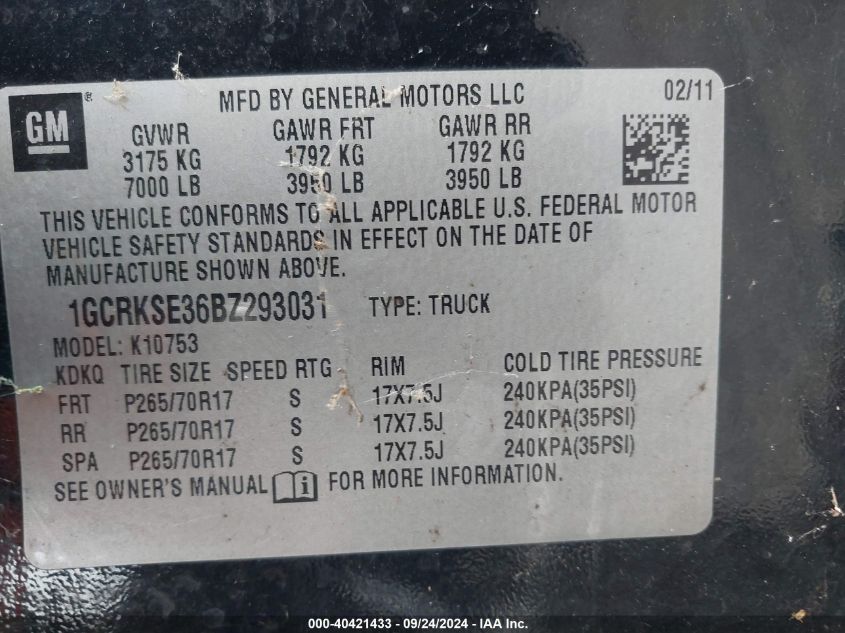 MFD BY GENERAL MOTORS LLC 02/11
GM ®
GVWR GAWR FRT GAWR RR
3175 KG 1792 KG 1792 KG
7000 LB 3950 LB 3950 LB
THIS VEHICLE CONFORMS TO ALL APPLICABLE U.S. FEDERAL MOTOR
VEHICLE SAFETY STANDARDS IN EFFECT ON THE DATE OF
MANUFACTURE SHOWN ABOVE.
1GCRKSE36BZ293031 TYPE: TRUCK
MODEL: K10753
KDKQ TIRE SIZE SPEED RTG RIM COLD TIRE PRESSURE
FRT P265/70R17 S 17X7.5J 240KPA(35PSI)
RR P265/70R17 S 17X7.5J 240KPA(35PSI)
SPA P265/70R17 S 17X7.5J 240KPA(35PSI)
SEE OWNER'S MANUAL i FOR MORE INFORMATION.
000-40421433 - 09/24/2024 - IAA Inc.